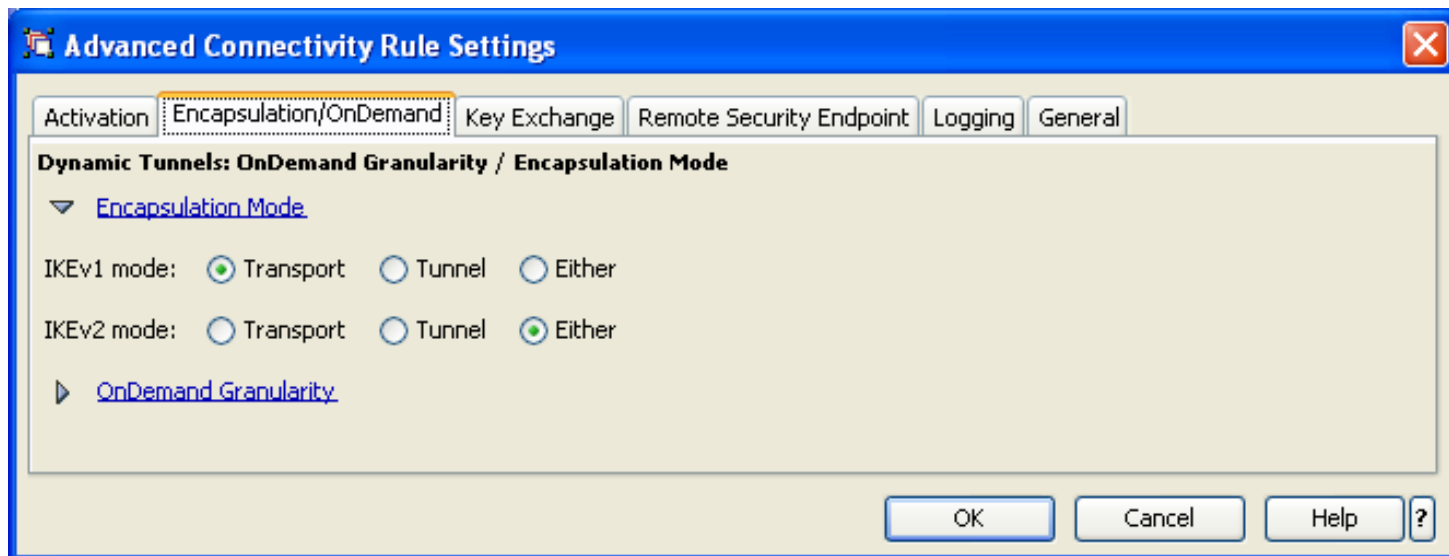 Advanced Connectivity Rule Settings
Activation Encapsulation/OnDemand Key Exchange Remote Security Endpoint Logging General
Dynamic Tunnels: OnDemand Granularity / Encapsulation Mode
Encapsulation Mode
IKEv1 mode: Transport Tunnel Either
IKEv2 mode: Transport Tunnel Either
OnDemand Granularity
OK Cancel Help ?